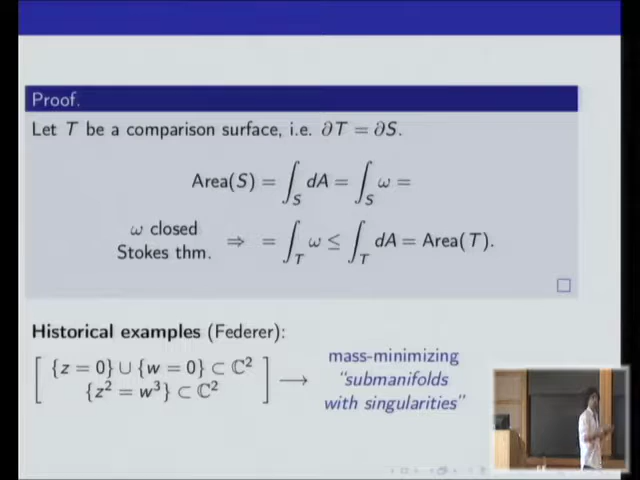 Proof.
Let T be a comparison surface, i.e. ∂T = ∂S.
Area(S) = ∫_S dA = ∫_S ω =
ω closed
Stokes thm. ⇒ = ∫_T ω ≤ ∫_T dA = Area(T).
□
Historical examples (Federer):
[ {z = 0} ∪ {w = 0} ⊂ ℂ²
{z² = w³} ⊂ ℂ² ] →
mass-minimizing
"submanifolds
with singularities"